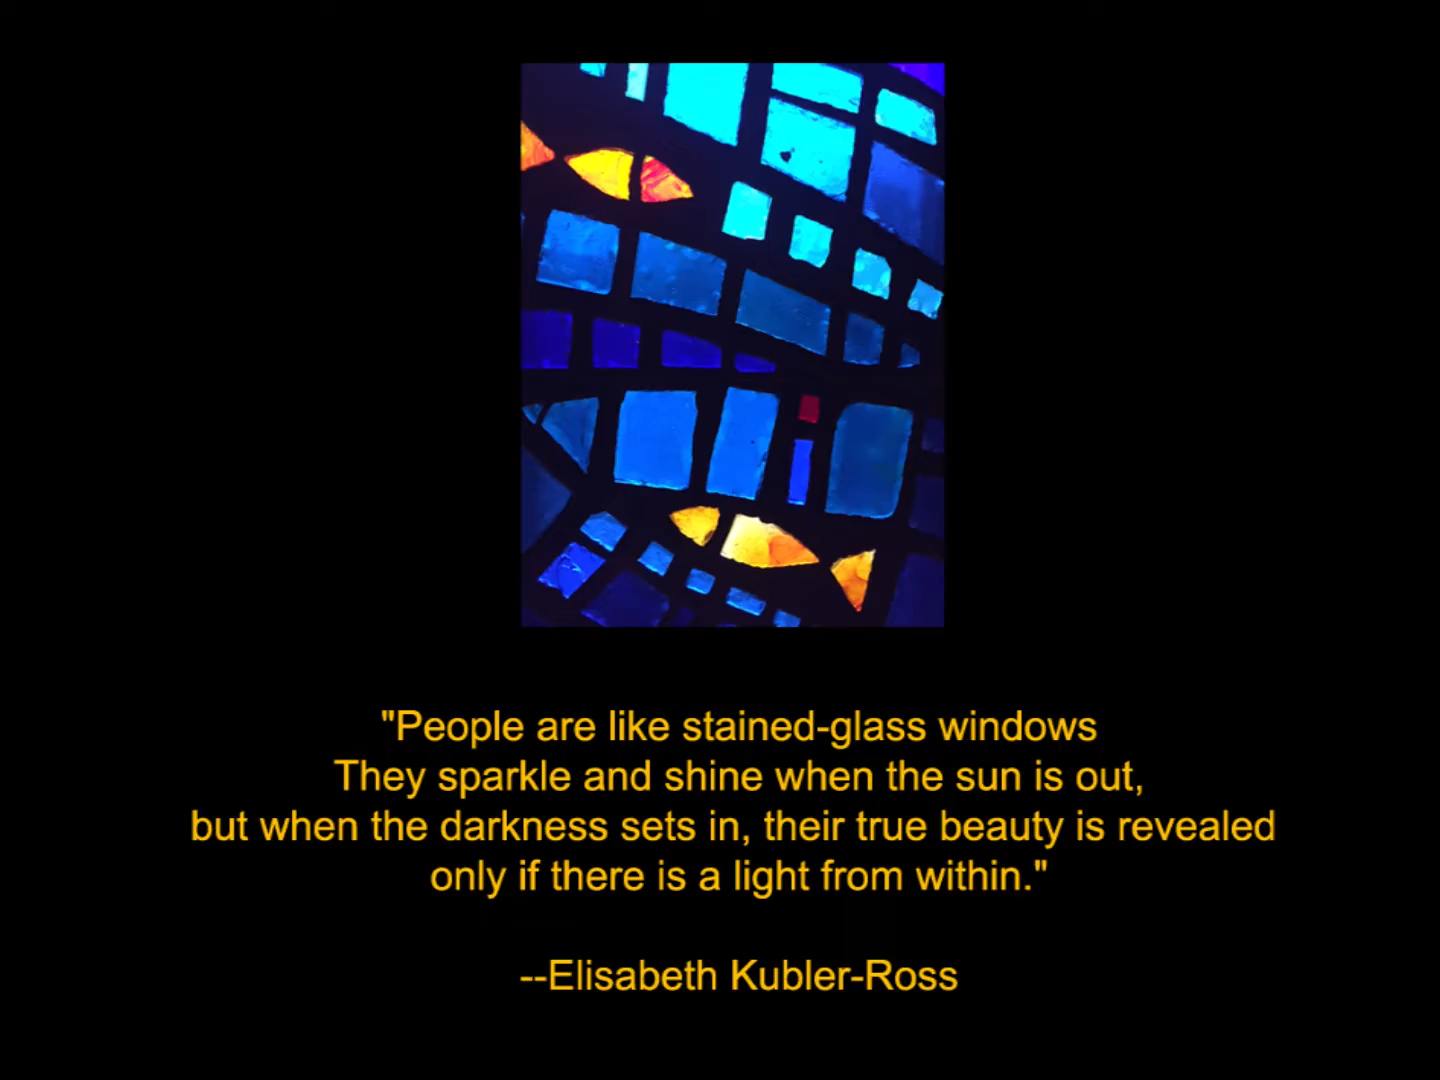 "People are like stained-glass windows
They sparkle and shine when the sun is out,
but when the darkness sets in, their true beauty is revealed
only if there is a light from within."
--Elisabeth Kubler-Ross